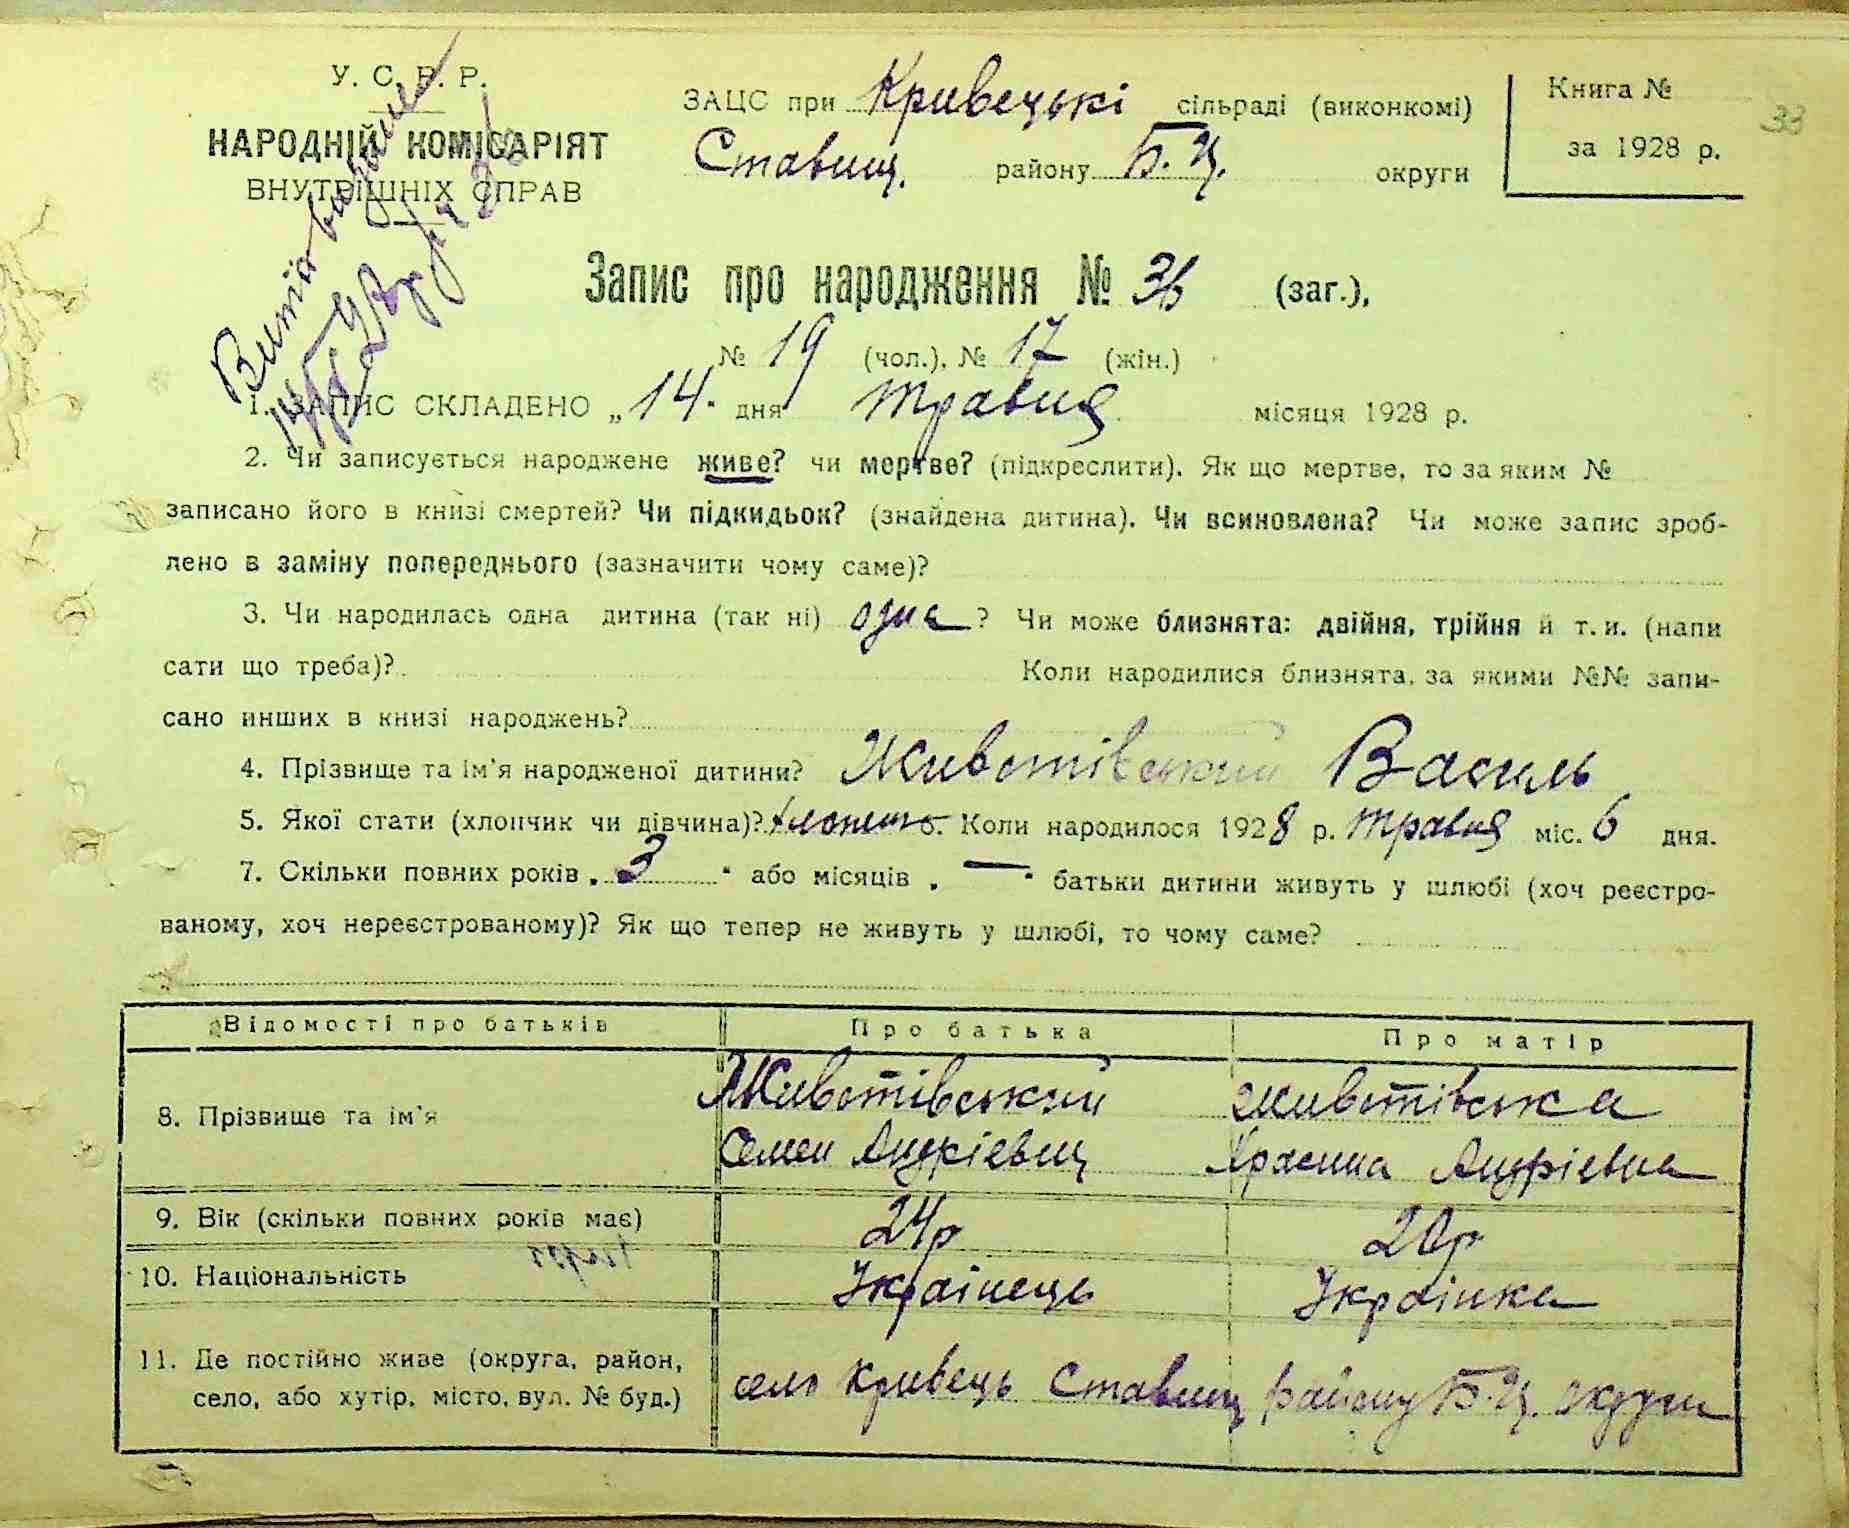 У. С. Р. Р.
НАРОДНІЙ КОМІСАРІЯТ
ВНУТРІШНІХ СПРАВ
ЗАЦС при Кривецькі сільраді (виконкомі)
Ставищ. району Б. Ц. округи
Книга №
за 1928 р.
33
Запис про народження № 36 (заг.),
№ 19 (чол.), № 17 (жін.)
1. ЗАПИС СКЛАДЕНО „14" дня травня місяця 1928 р.
2. Чи записується народжене живе? чи мертве? (підкреслити). Як що мертве, то за яким №
записано його в книзі смертей? Чи підкидьок? (знайдена дитина). Чи всиновлена? Чи може запис зроб-
лено в заміну попереднього (зазначити чому саме)?
3. Чи народилась одна дитина (так ні) одна? Чи може близнята: двійня, трійня й т. и. (напи
сати що треба)?
Коли народилися близнята, за якими №№ запи-
сано инших в книзі народжень?
4. Прізвище та ім'я народженої дитини? Животівський Василь
5. Якої стати (хлопчик чи дівчина)? хлопець 6. Коли народилося 1928 р. травня міс. 6 дня.
7. Скільки повних років „3" або місяців „—" батьки дитини живуть у шлюбі (хоч реєстро-
ваному, хоч нереєстрованому)? Як що тепер не живуть у шлюбі, то чому саме?
Відомості про батьків Про батька Про матір
8. Прізвище та ім'я
Животівський Животівська
Семен Андрієвич Андрієвна
9. Вік (скільки повних років має) 24р 20р
10. Національність Українець Українка
11. Де постійно живе (округа, район,
село, або хутір, місто, вул. № буд.)
село Кривець Ставищ району Б. Ц. округи